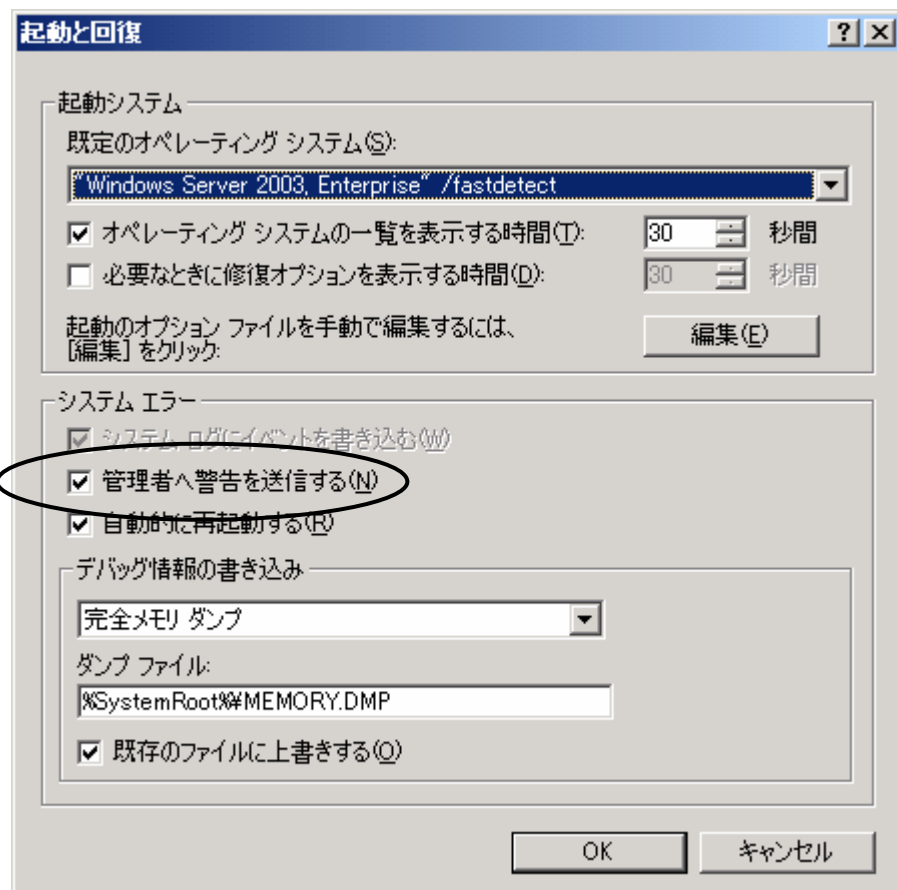 起動と回復
起動システム
既定のオペレーティング システム(S):
"Windows Server 2003, Enterprise" /fastdetect
オペレーティング システムの一覧を表示する時間(T): 30 秒間
必要なときに修復オプションを表示する時間(D): 30 秒間
起動のオプション ファイルを手動で編集するには、
[編集] をクリック:
編集(E)
システム エラー
システム ログにイベントを書き込む(W)
管理者へ警告を送信する(N)
自動的に再起動する(R)
デバッグ情報の書き込み
完全メモリ ダンプ
ダンプ ファイル:
%SystemRoot%¥MEMORY.DMP
既存のファイルに上書きする(O)
OK キャンセル